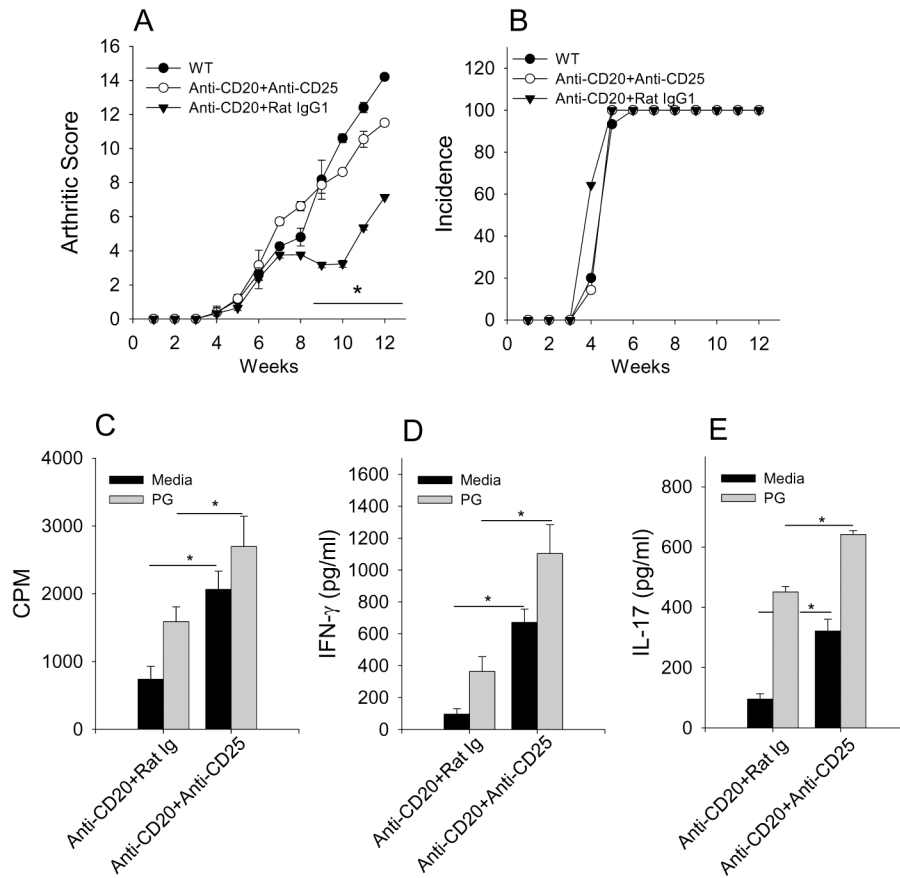 A
Arthritic Score
16
14
12
10
8
6
4
2
0
WT
Anti-CD20+Anti-CD25
Anti-CD20+Rat IgG1
*
0 2 4 6 8 10 12
Weeks
B
Incidence
120
100
80
60
40
20
0
WT
Anti-CD20+Anti-CD25
Anti-CD20+Rat IgG1
0 2 4 6 8 10 12
Weeks
C
CPM
4000
3000
2000
1000
0
Media
PG
*
*
Anti-CD20+Rat Ig
Anti-CD20+Anti-CD25
D
IFN-γ (pg/ml)
1600
1400
1200
1000
800
600
400
200
0
Media
PG
*
*
Anti-CD20+Rat Ig
Anti-CD20+Anti-CD25
E
IL-17 (pg/ml)
800
600
400
200
0
Media
PG
*
*
Anti-CD20+Rat Ig
Anti-CD20+Anti-CD25